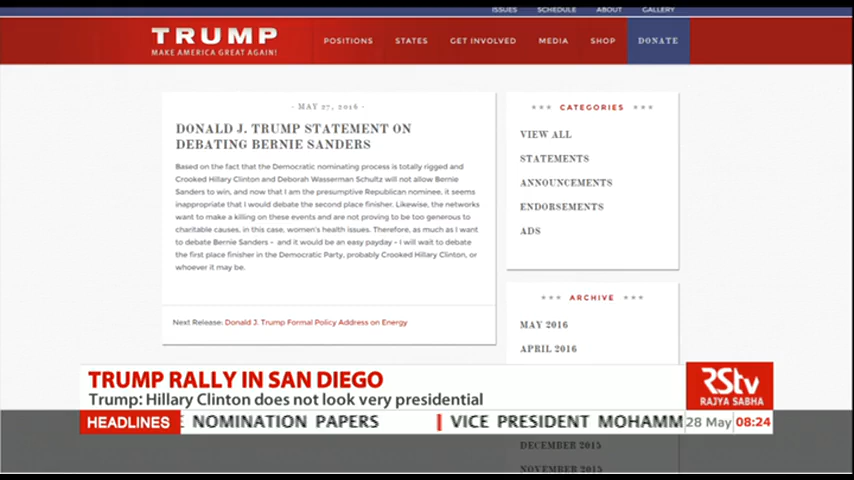 ISSUES SCHEDULE ABOUT GALLERY
TRUMP
MAKE AMERICA GREAT AGAIN!
POSITIONS STATES GET INVOLVED MEDIA SHOP DONATE
- MAY 27, 2016 -
DONALD J. TRUMP STATEMENT ON
DEBATING BERNIE SANDERS
Based on the fact that the Democratic nominating process is totally rigged and
Crooked Hillary Clinton and Deborah Wasserman Schultz will not allow Bernie
Sanders to win, and now that I am the presumptive Republican nominee, it seems
inappropriate that I would debate the second place finisher. Likewise, the networks
want to make a killing on these events and are not proving to be too generous to
charitable causes, in this case, women's health issues. Therefore, as much as I want
to debate Bernie Sanders - and it would be an easy payday - I will wait to debate
the first place finisher in the Democratic Party, probably Crooked Hillary Clinton, or
whoever it may be.
Next Release: Donald J. Trump Formal Policy Address on Energy
CATEGORIES
VIEW ALL
STATEMENTS
ANNOUNCEMENTS
ENDORSEMENTS
ADS
ARCHIVE
MAY 2016
APRIL 2016
TRUMP RALLY IN SAN DIEGO
Trump: Hillary Clinton does not look very presidential
RStv
RAJYA SABHA
HEADLINES E NOMINATION PAPERS VICE PRESIDENT MOHAMM 28 May 08:24
DECEMBER 2015
NOVEMBER 2015